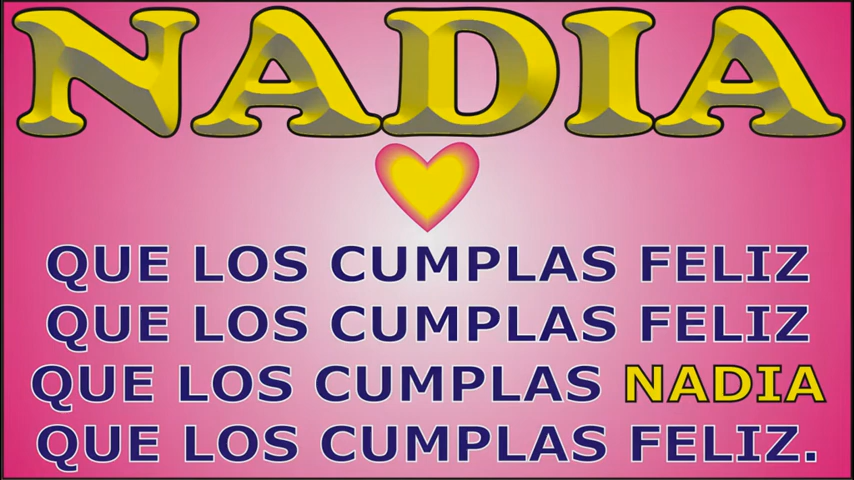 NADIA
QUE LOS CUMPLAS FELIZ
QUE LOS CUMPLAS FELIZ
QUE LOS CUMPLAS NADIA
QUE LOS CUMPLAS FELIZ.